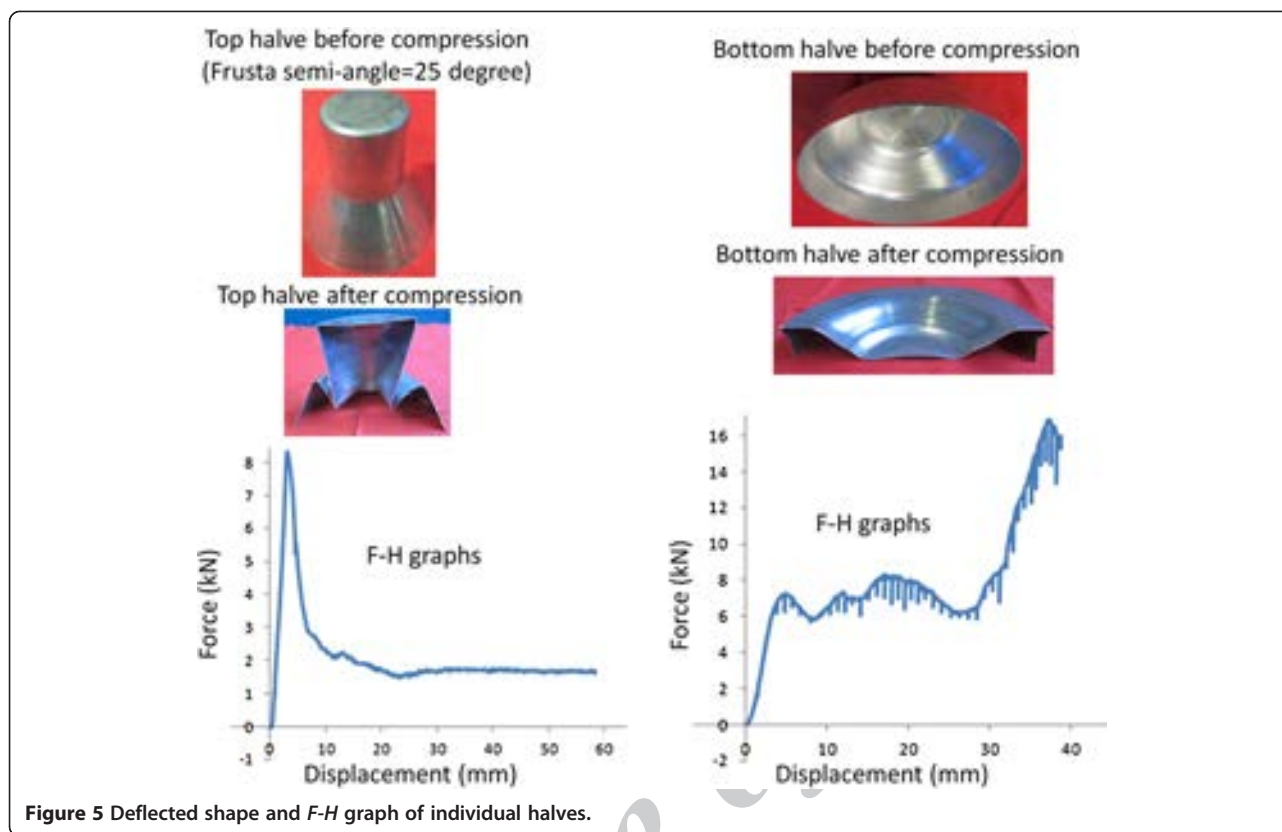 Top halve before compression
(Frusta semi-angle=25 degree)
Top halve after compression
8
7
6
5
4
3
2
1
0
-1
Force (kN)
F-H graphs
0 10 20 30 40 50 60
Displacement (mm)
Bottom halve before compression
Bottom halve after compression
16
14
12
10
8
6
4
2
0
-2
Force (kN)
F-H graphs
0 10 20 30 40
Displacement (mm)
Figure 5 Deflected shape and F-H graph of individual halves.